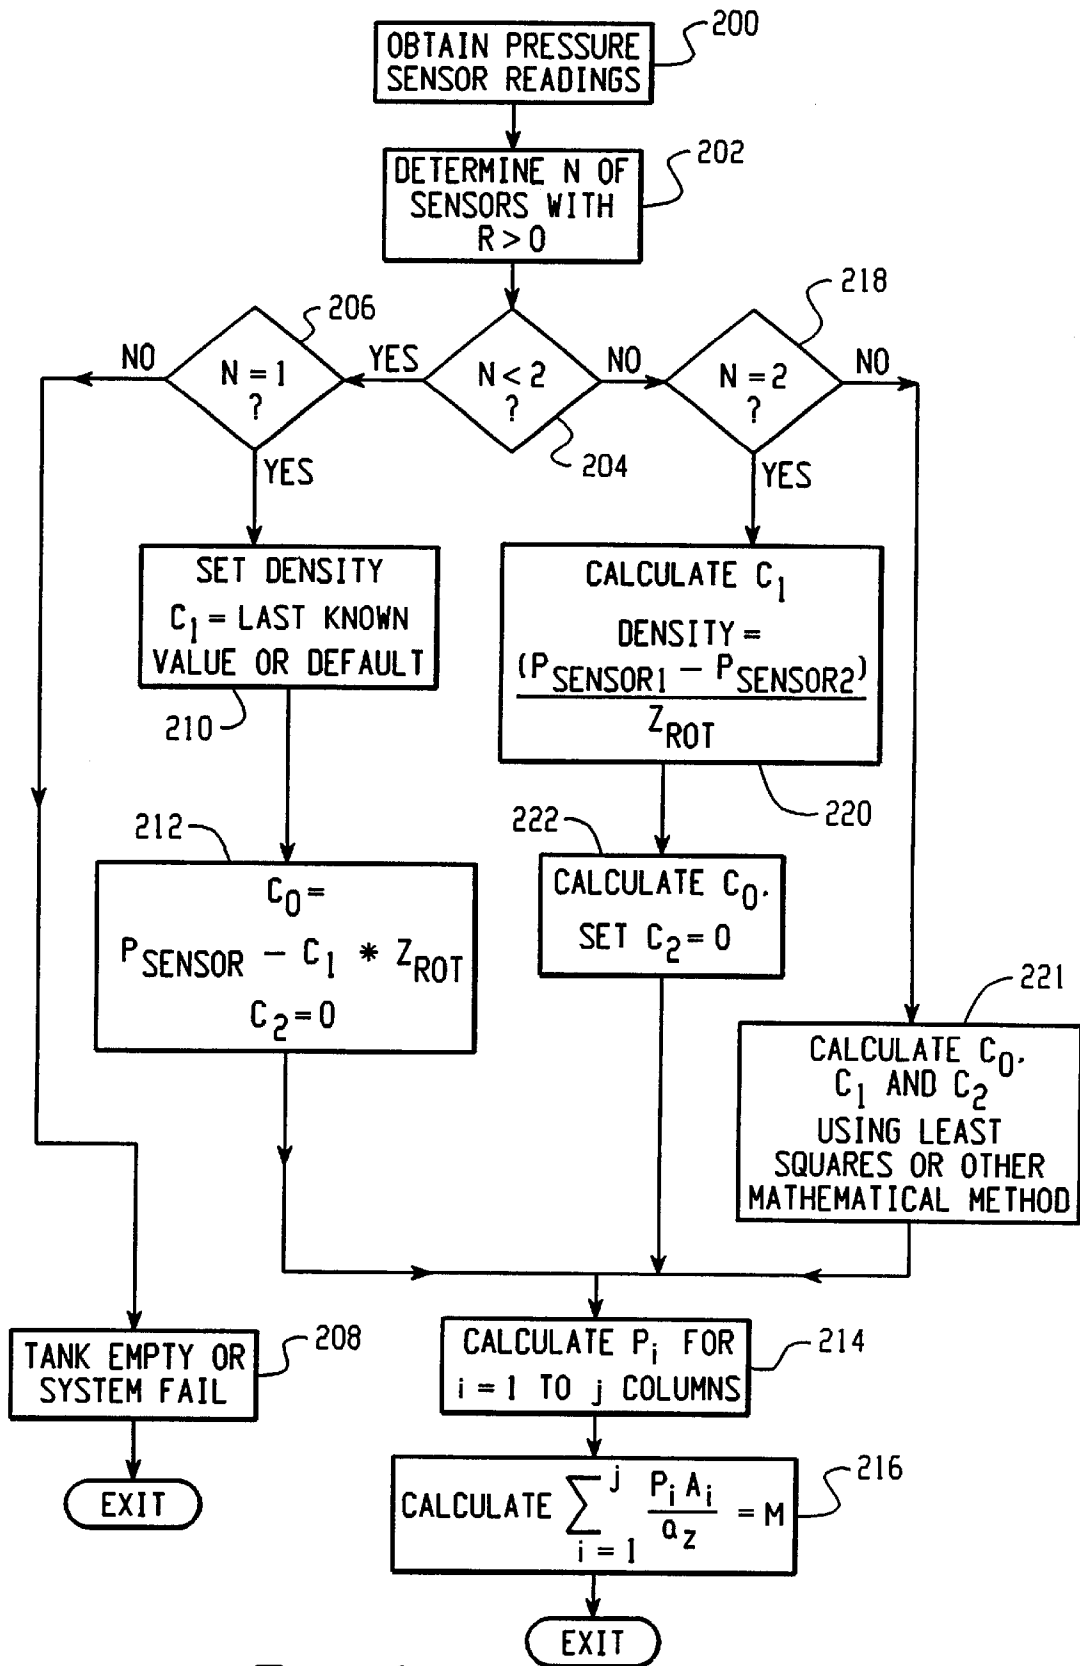 OBTAIN PRESSURE
SENSOR READINGS
200
DETERMINE N OF
SENSORS WITH
R > 0
202
206
218
NO
N = 1
?
YES
N < 2
?
NO
N = 2
?
NO
204
YES
YES
SET DENSITY
C1 = LAST KNOWN
VALUE OR DEFAULT
210
CALCULATE C1
DENSITY =
(PSENSOR1 - PSENSOR2)
ZROT
220
212
C0 =
PSENSOR - C1 * ZROT
C2 = 0
222
CALCULATE C0.
SET C2 = 0
221
CALCULATE C0.
C1 AND C2
USING LEAST
SQUARES OR OTHER
MATHEMATICAL METHOD
TANK EMPTY OR
SYSTEM FAIL
208
EXIT
CALCULATE Pi FOR
i = 1 TO j COLUMNS
214
CALCULATE ∑ j i = 1 Pi Ai / az = M
216
EXIT